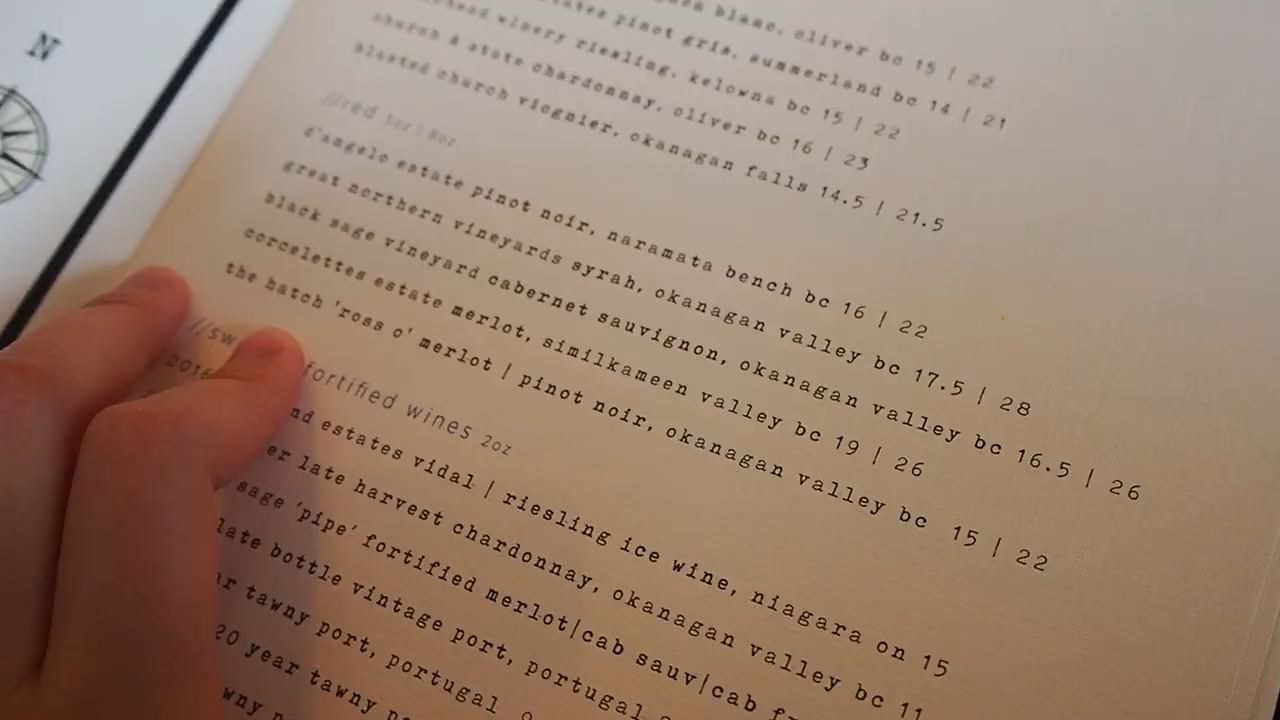 N
blanc, oliver bc 15 | 22
pinot gris, summerland bc 14 | 21
winery riesling, kelowna bc 15 | 22
church & state chardonnay, oliver bc 16 | 23
blasted church viognier, okanagan falls 14.5 | 21.5
//red 5oz | 8oz
d'angelo estate pinot noir, naramata bench bc 16 | 22
great northern vineyards syrah, okanagan valley bc 17.5 | 28
black sage vineyard cabernet sauvignon, okanagan valley bc 16.5 | 26
corcelettes estate merlot, similkameen valley bc 19 | 26
the hatch 'ross o' merlot | pinot noir, okanagan valley bc 15 | 22
//sw fortified wines 2oz
2016 nd estates vidal | riesling ice wine, niagara on 15
er late harvest chardonnay, okanagan valley bc 11
sage 'pipe' fortified merlot|cab sauv|cab
late bottle vintage port, portugal
tawny port, portugal
20 year tawny